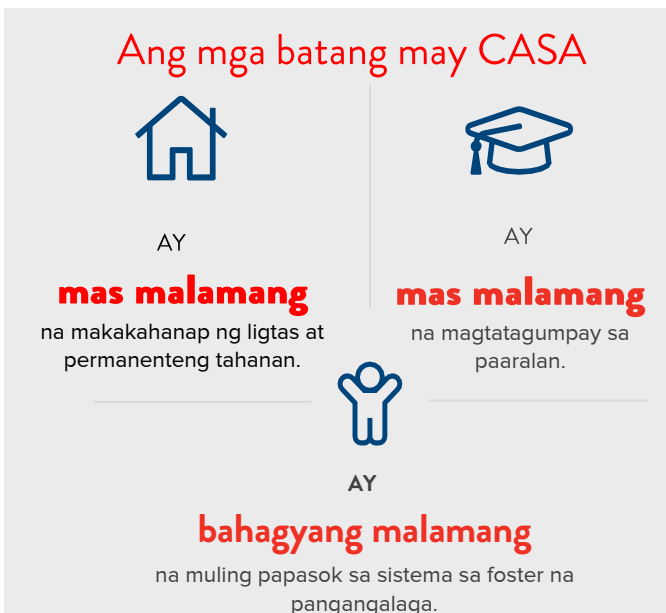 Ang mga batang may CASA
AY
mas malamang
na makakahanap ng ligtas at
permanenteng tahanan.
AY
mas malamang
na magtatagumpay sa
paaralan.
AY
bahagyang malamang
na muling papasok sa sistema sa foster na
pangangalaga.